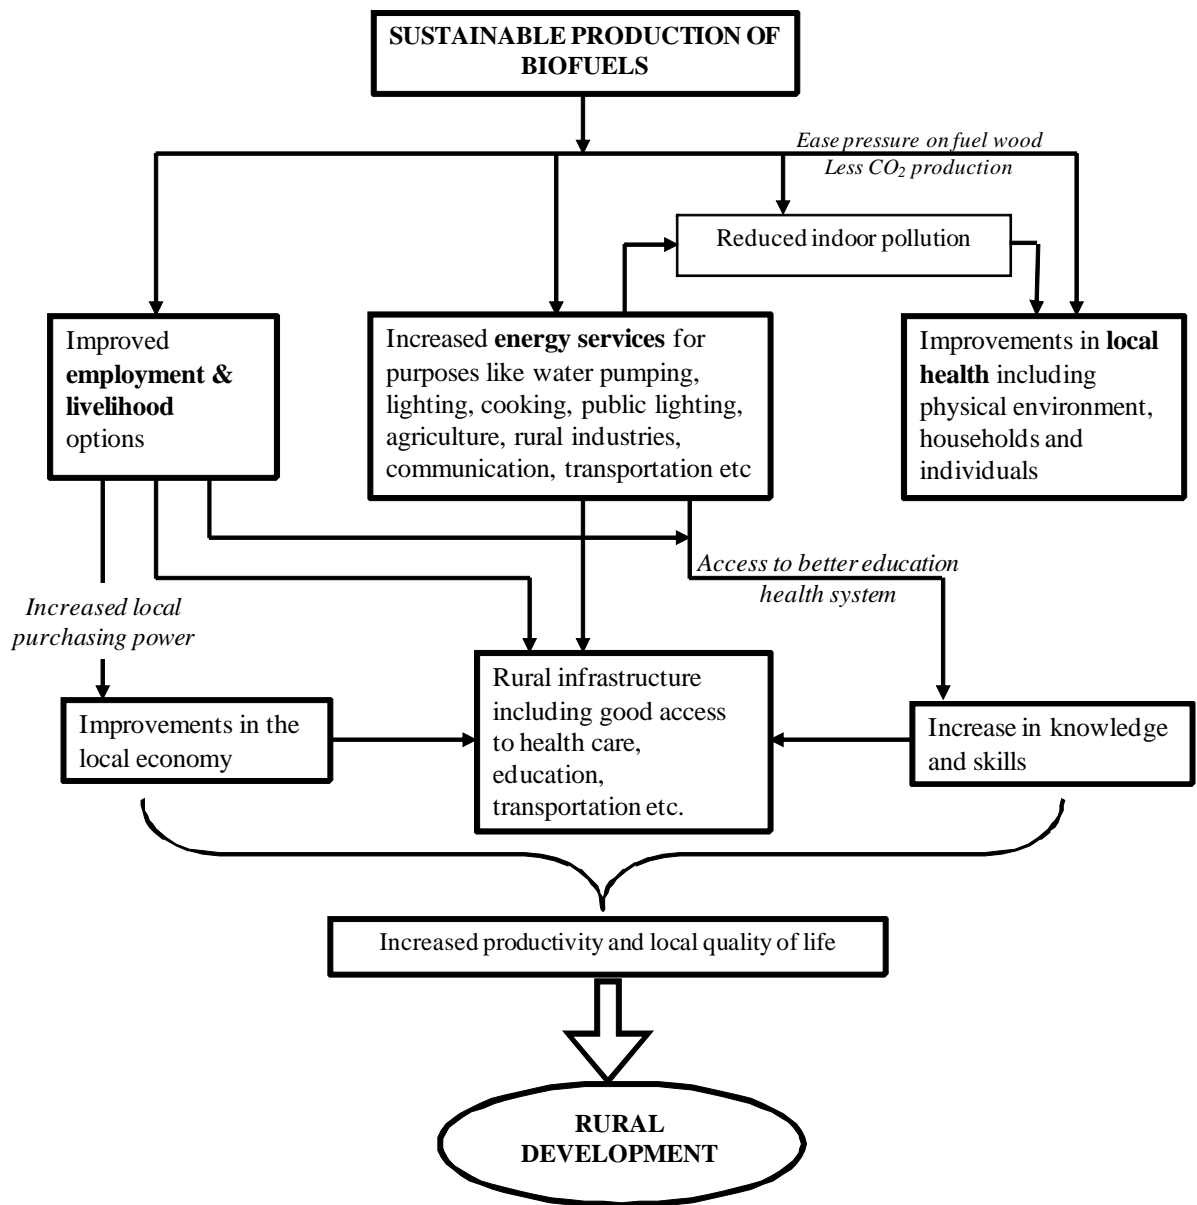 SUSTAINABLE PRODUCTION OF
BIOFUELS
Ease pressure on fuel wood
Less CO₂ production
Reduced indoor pollution
Improved
employment &
livelihood
options
Increased energy services for
purposes like water pumping,
lighting, cooking, public lighting,
agriculture, rural industries,
communication, transportation etc
Improvements in local
health including
physical environment,
households and
individuals
Access to better education
health system
Increased local
purchasing power
Improvements in the
local economy
Rural infrastructure
including good access
to health care,
education,
transportation etc.
Increase in knowledge
and skills
Increased productivity and local quality of life
RURAL
DEVELOPMENT